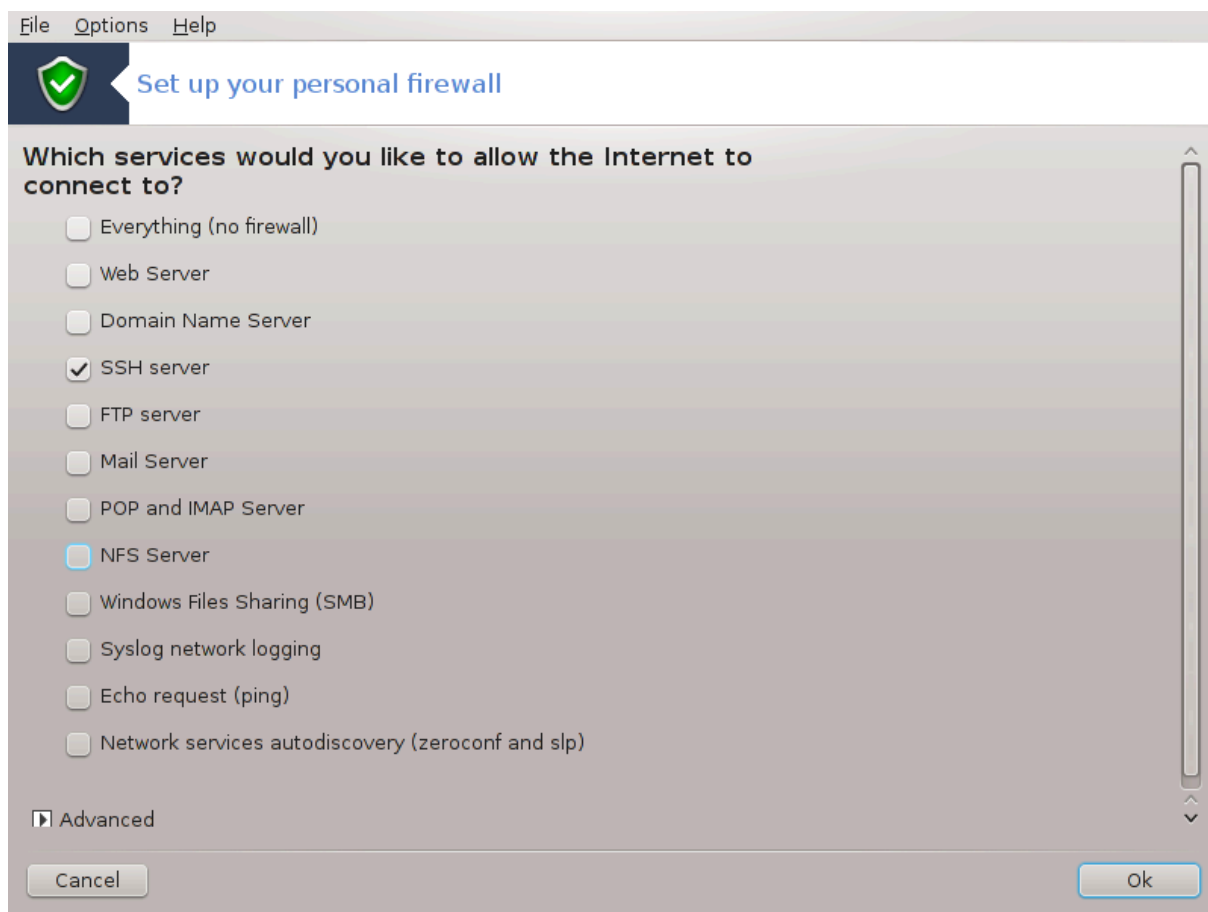 File Options Help
Set up your personal firewall
Which services would you like to allow the Internet to
connect to?
Everything (no firewall)
Web Server
Domain Name Server
SSH server
FTP server
Mail Server
POP and IMAP Server
NFS Server
Windows Files Sharing (SMB)
Syslog network logging
Echo request (ping)
Network services autodiscovery (zeroconf and slp)
Advanced
Cancel Ok